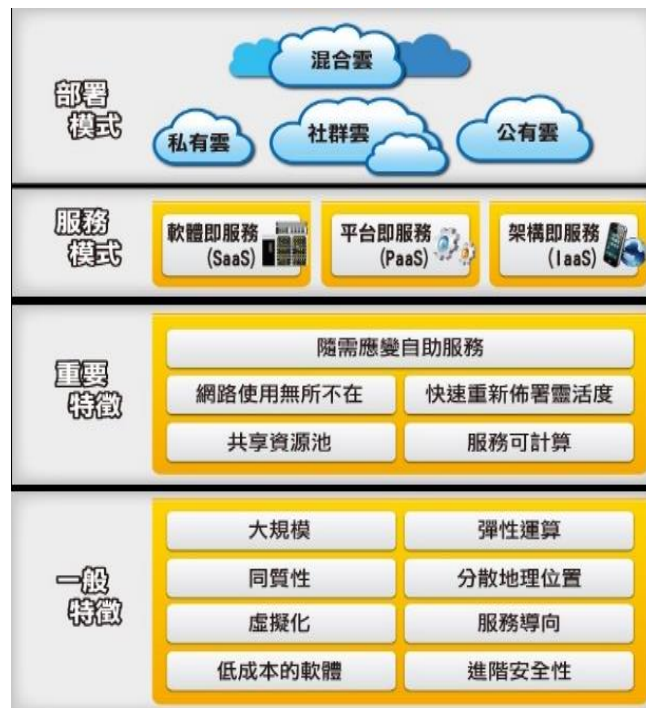 混合雲
部署
模式
私有雲
社群雲
公有雲
服務
模式
軟體即服務
(SaaS)
平台即服務
(PaaS)
架構即服務
(IaaS)
隨需應變自助服務
重要
特徵
網路使用無所不在
快速重新佈署靈活度
共享資源池
服務可計算
大規模
彈性運算
一般
特徵
同質性
分散地理位置
虛擬化
服務導向
低成本的軟體
進階安全性